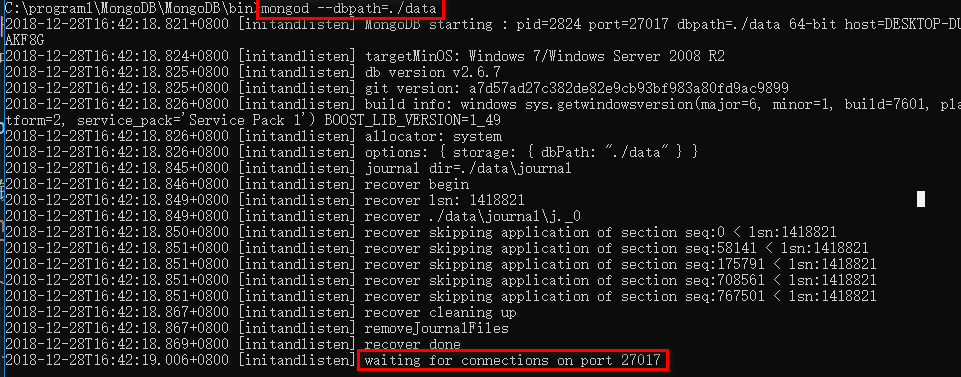 C:\program1\MongoDB\MongoDB\bin>mongod --dbpath=./data
2018-12-28T16:42:18.821+0800 [initandlisten] MongoDB starting : pid=2824 port=27017 dbpath=./data 64-bit host=DESKTOP-DU
AKF8G
2018-12-28T16:42:18.824+0800 [initandlisten] targetMinOS: Windows 7/Windows Server 2008 R2
2018-12-28T16:42:18.825+0800 [initandlisten] db version v2.6.7
2018-12-28T16:42:18.825+0800 [initandlisten] git version: a7d57ad27c382de82e9cb93bf983a80fd9ac9899
2018-12-28T16:42:18.826+0800 [initandlisten] build info: windows sys.getwindowsversion(major=6, minor=1, build=7601, pla
tform=2, service_pack='Service Pack 1') BOOST_LIB_VERSION=1_49
2018-12-28T16:42:18.826+0800 [initandlisten] allocator: system
2018-12-28T16:42:18.826+0800 [initandlisten] options: { storage: { dbPath: "./data" } }
2018-12-28T16:42:18.845+0800 [initandlisten] journal dir=./data\journal
2018-12-28T16:42:18.846+0800 [initandlisten] recover begin
2018-12-28T16:42:18.849+0800 [initandlisten] recover lsn: 1418821
2018-12-28T16:42:18.849+0800 [initandlisten] recover ./data\journal\j._0
2018-12-28T16:42:18.850+0800 [initandlisten] recover skipping application of section seq:0 < lsn:1418821
2018-12-28T16:42:18.851+0800 [initandlisten] recover skipping application of section seq:58141 < lsn:1418821
2018-12-28T16:42:18.851+0800 [initandlisten] recover skipping application of section seq:175791 < lsn:1418821
2018-12-28T16:42:18.851+0800 [initandlisten] recover skipping application of section seq:708561 < lsn:1418821
2018-12-28T16:42:18.851+0800 [initandlisten] recover skipping application of section seq:767501 < lsn:1418821
2018-12-28T16:42:18.867+0800 [initandlisten] recover cleaning up
2018-12-28T16:42:18.867+0800 [initandlisten] removeJournalFiles
2018-12-28T16:42:18.869+0800 [initandlisten] recover done
2018-12-28T16:42:19.006+0800 [initandlisten] waiting for connections on port 27017